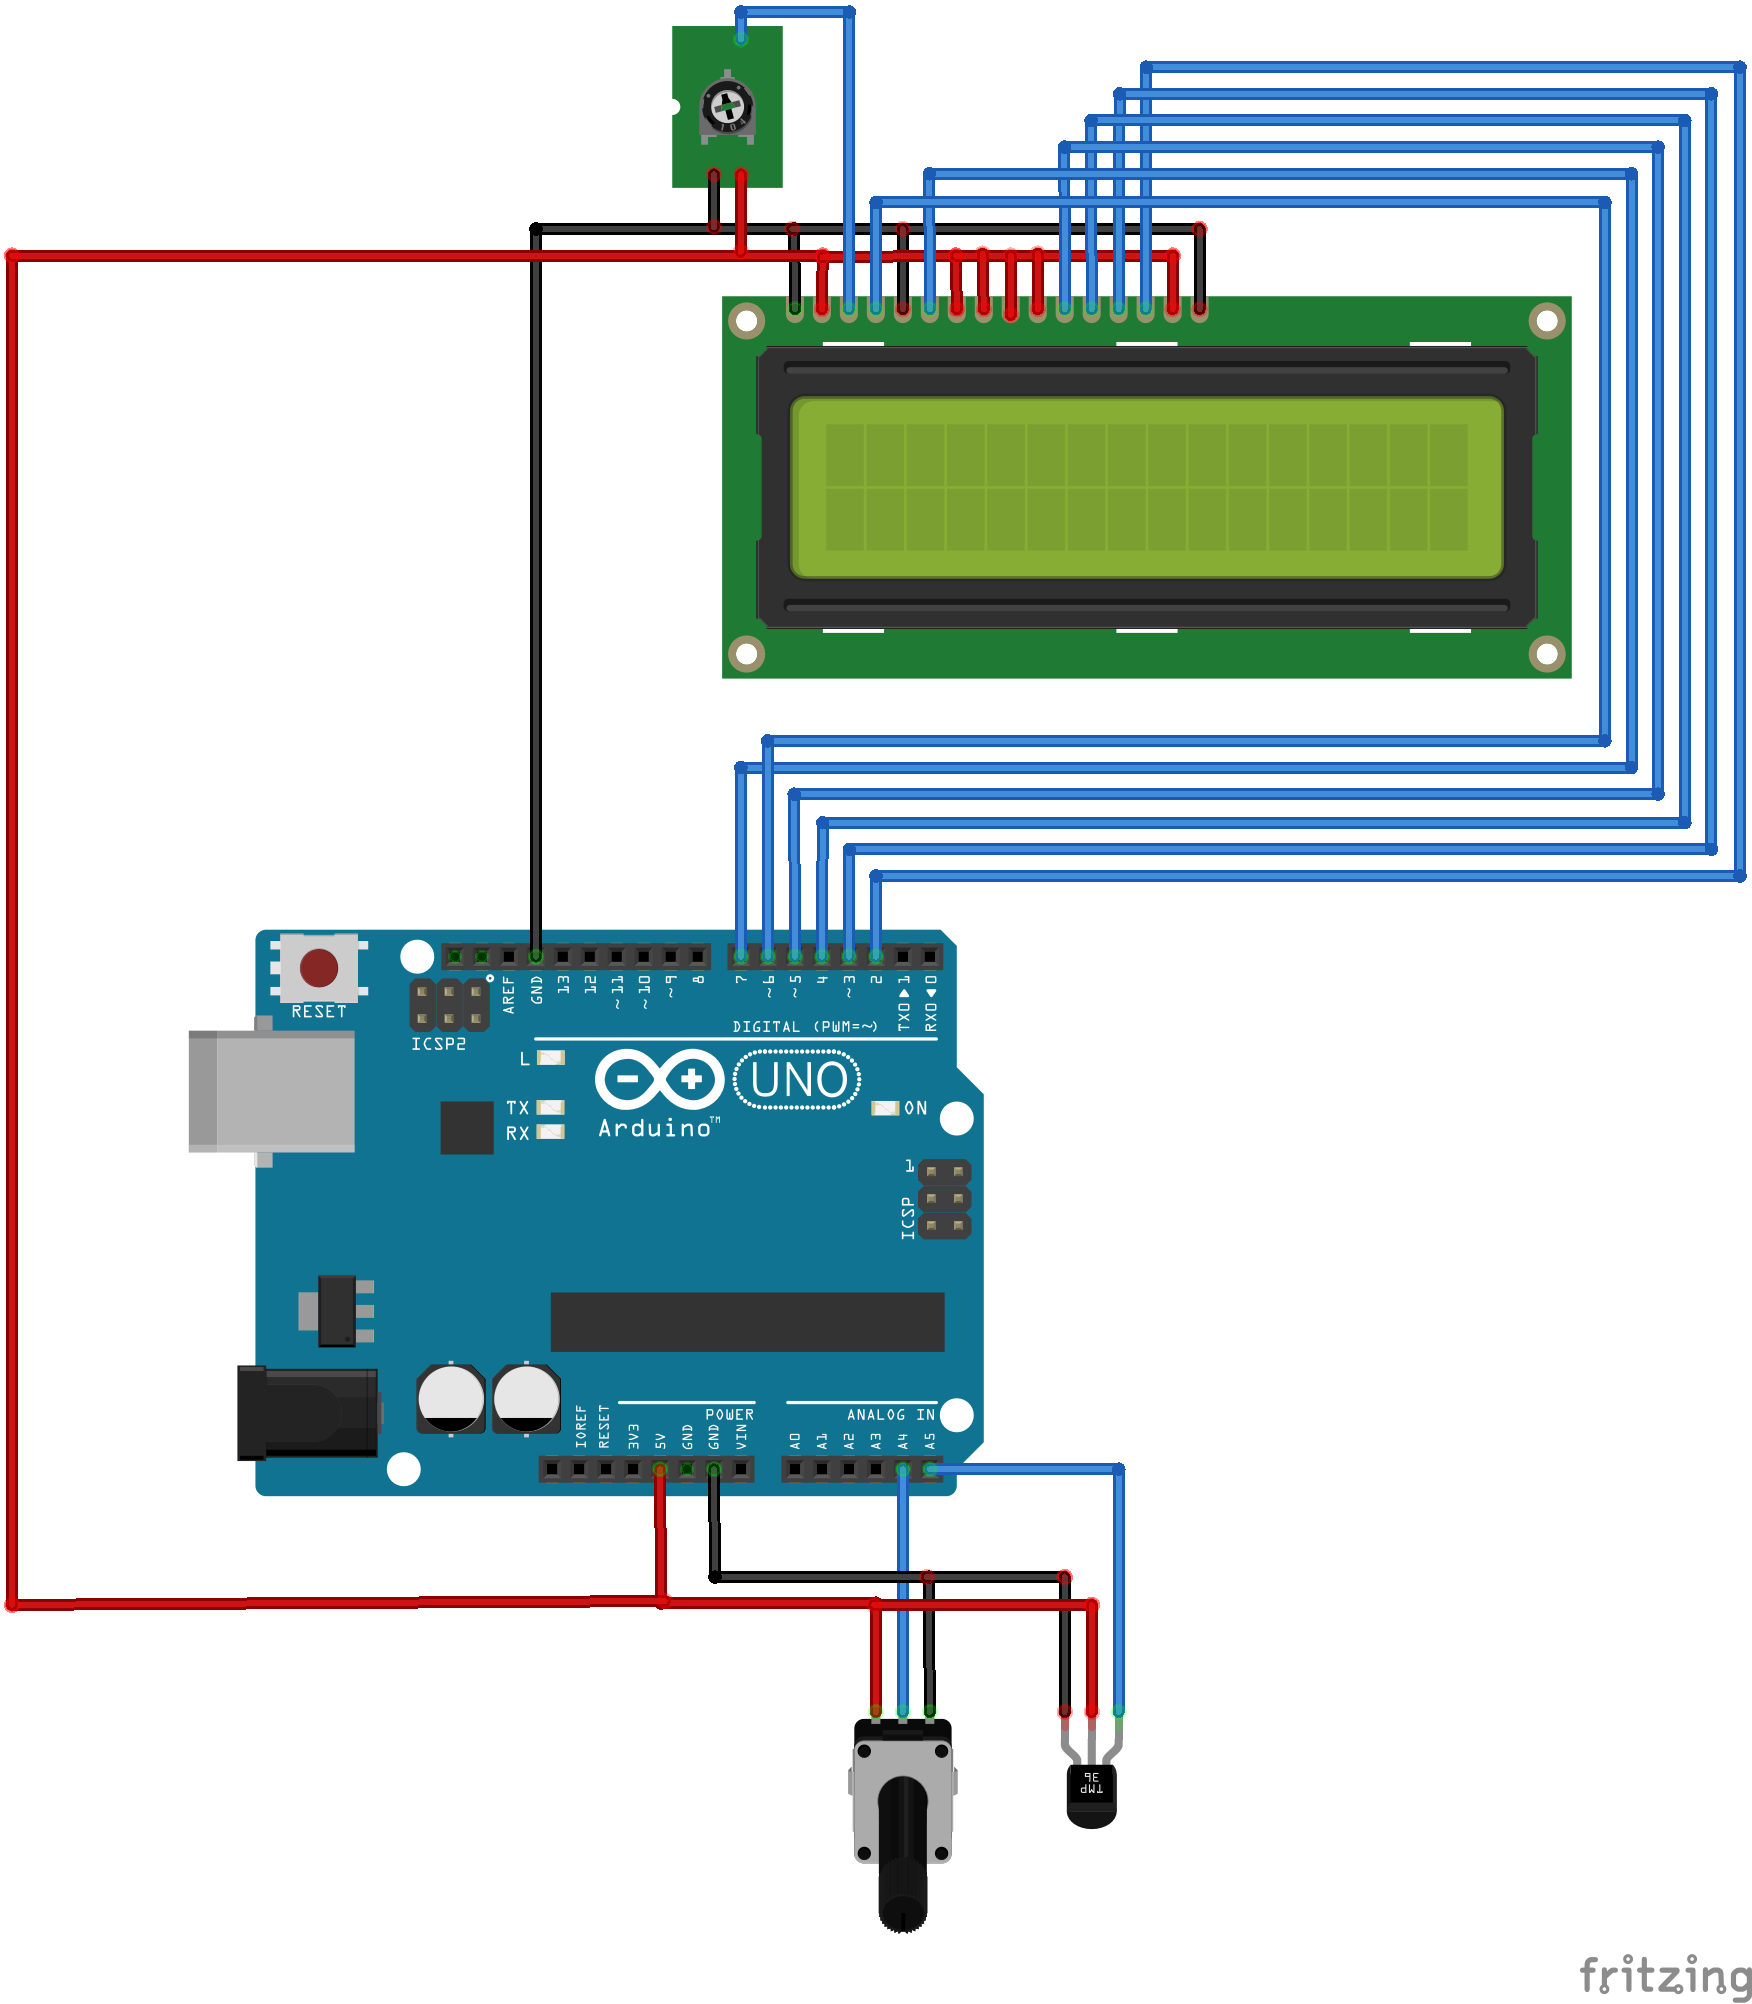 104
RESET
ICSP2
AREF
GND
13
12
~11
~10
~9
8
7
~6
~5
4
~3
2
TX0▶1
RX0◀0
DIGITAL (PWM=~)
L
TX
RX
Arduino™
UNO
ON
1
ICSP
IOREF
RESET
3V3
5V
GND
GND
VIN
POWER
A0
A1
A2
A3
A4
A5
ANALOG IN
TMP
36
fritzing